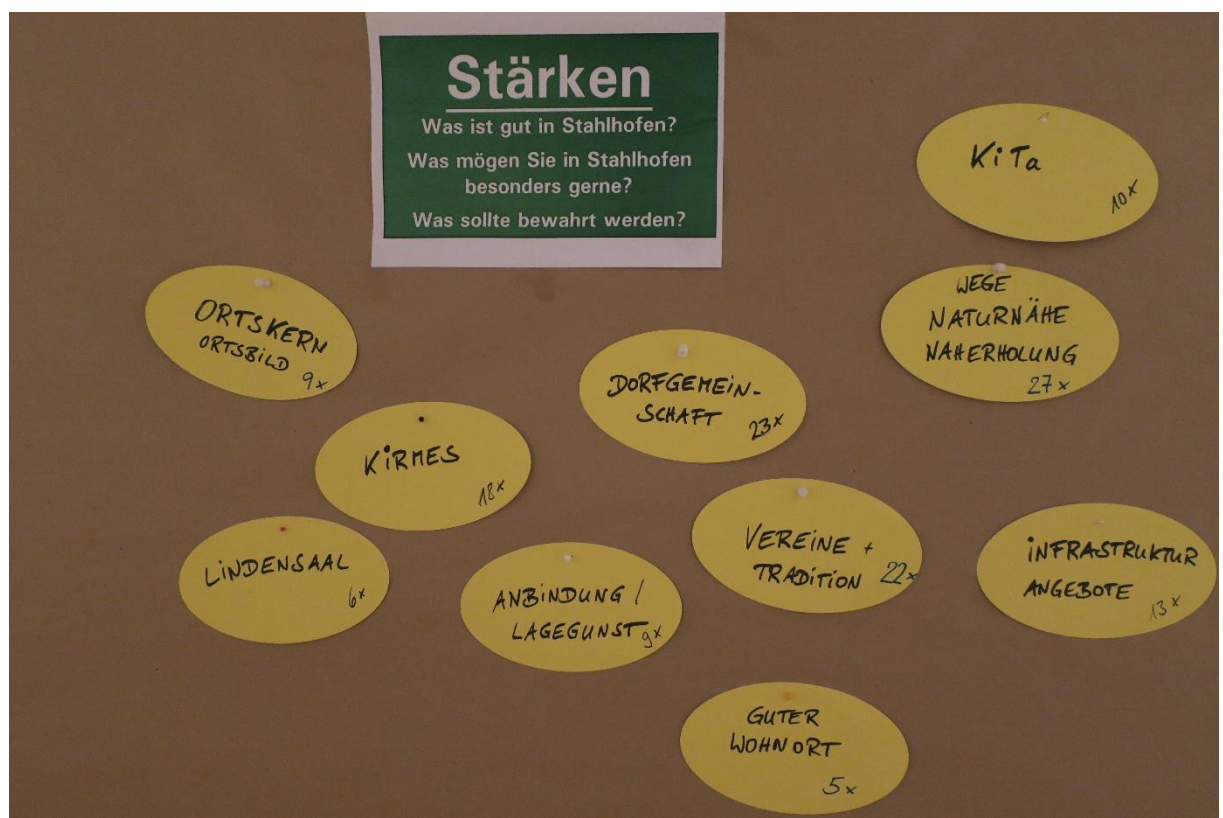 Stärken
Was ist gut in Stahlhofen?
Was mögen Sie in Stahlhofen
besonders gerne?
Was sollte bewahrt werden?
KiTa
10x
WEGE
NATURNÄHE
NAHERHOLUNG
27x
ORTSKERN
ORTSBILD
9x
DORFGEMEIN-
SCHAFT
23x
KIRMES
18x
VEREINE +
TRADITION 22x
INFRASTRUKTUR
ANGEBOTE
13x
LINDENSAAL
6x
ANBINDUNG /
LAGEGUNST 9x
GUTER
WOHNORT
5x